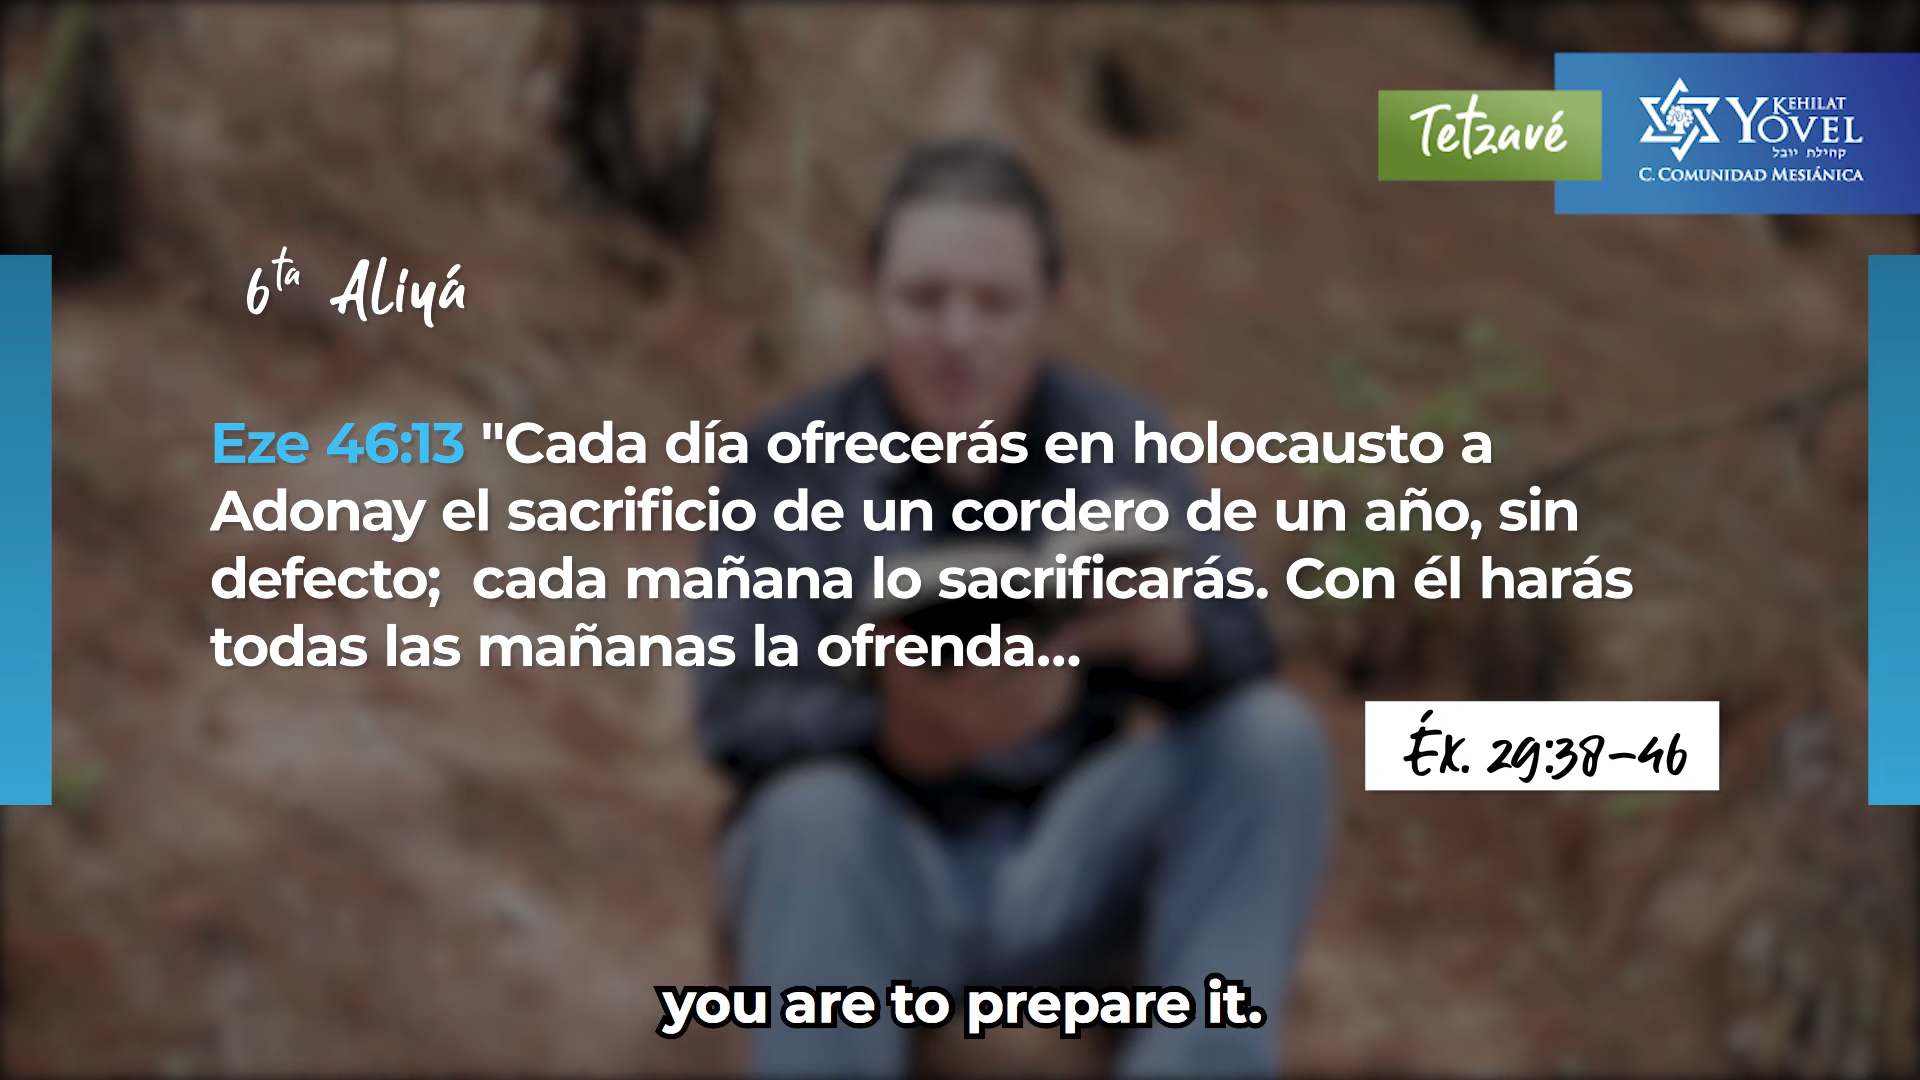 Tetzavé
KEHILAT
YOVEL
קהילת יובל
C. COMUNIDAD MESIÁNICA
6ta Aliyá
Eze 46:13 "Cada día ofrecerás en holocausto a
Adonay el sacrificio de un cordero de un año, sin
defecto;  cada mañana lo sacrificarás. Con él harás
todas las mañanas la ofrenda...
Éx. 29:38-46
you are to prepare it.